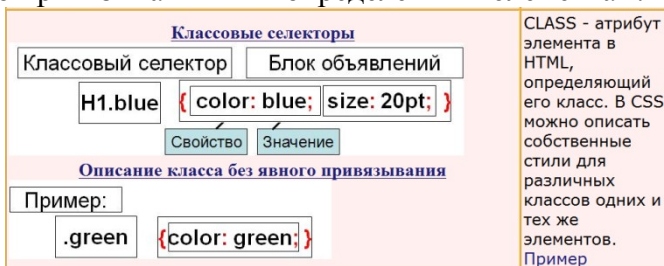 Классовые селекторы
Классовый селектор
Блок объявлений
H1.blue
{ color: blue; size: 20pt; }
Свойство
Значение
Описание класса без явного привязывания
Пример:
.green
{color: green; }
CLASS - атрибут
элемента в
HTML,
определяющий
его класс. В CSS
можно описать
собственные
стили для
различных
классов одних и
тех же
элементов.
Пример